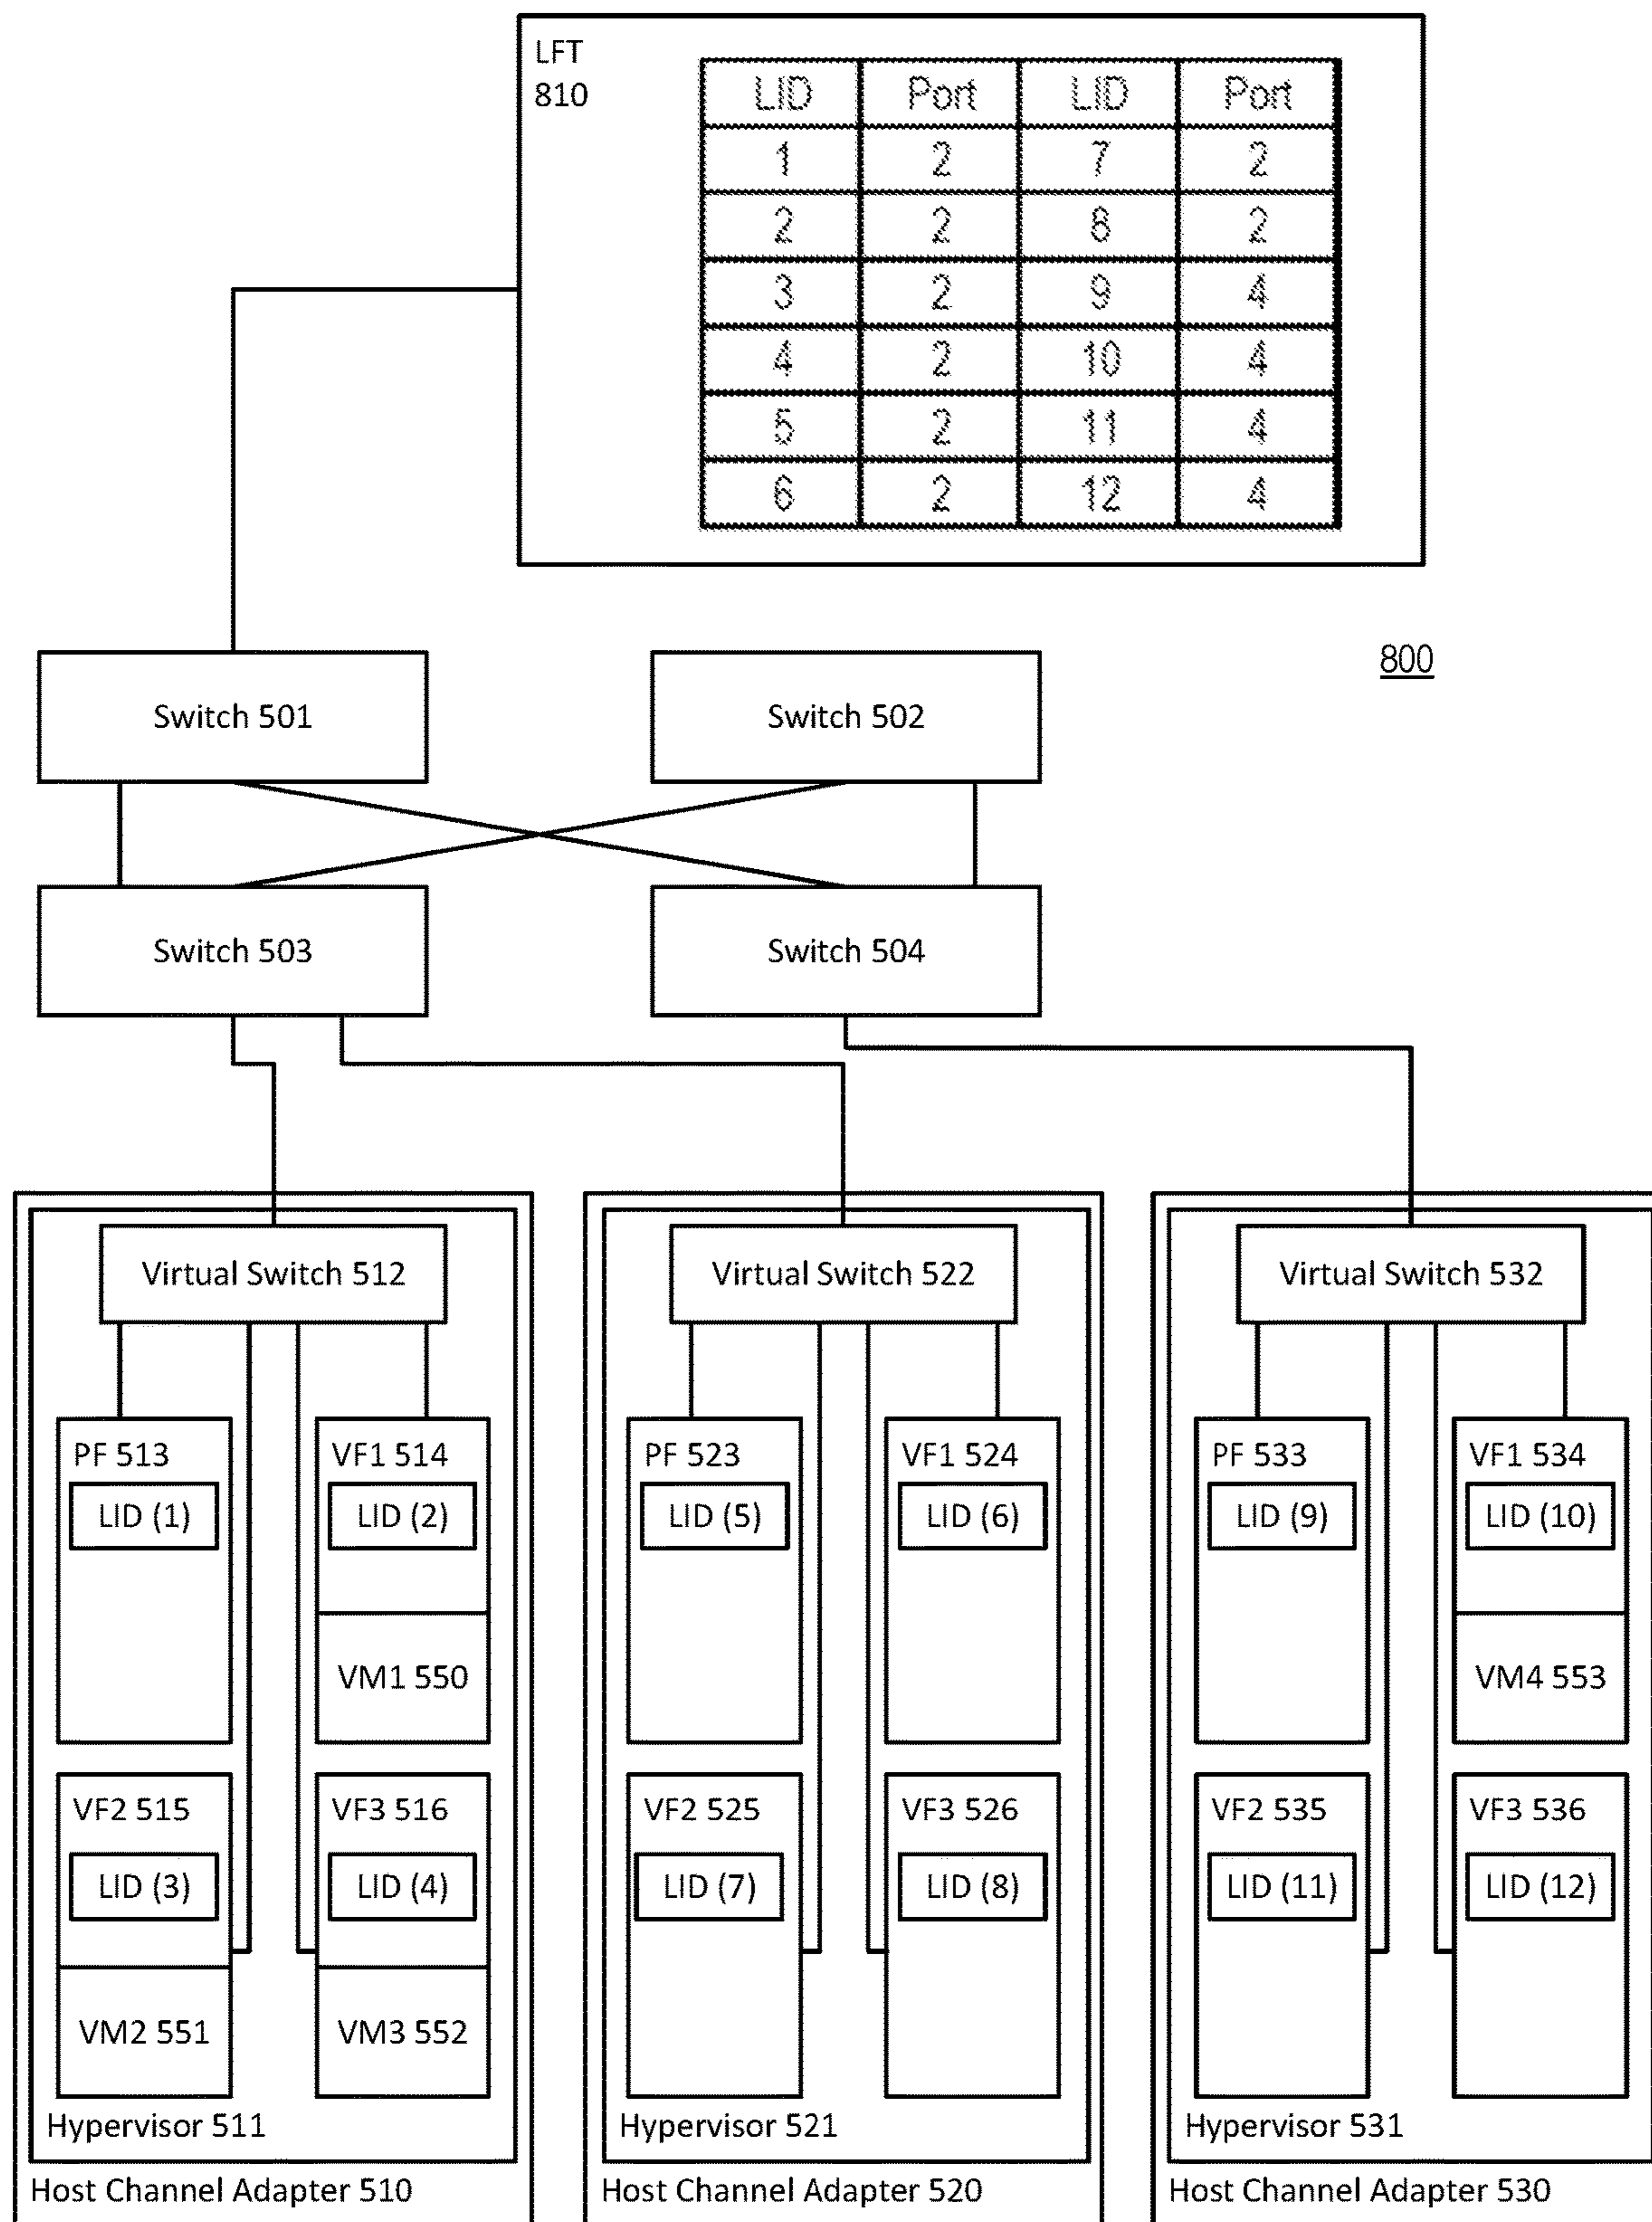 LFT
810
LID Port LID Port
1 2 7 2
2 2 8 2
3 2 9 4
4 2 10 4
5 2 11 4
6 2 12 4
800
Switch 501 Switch 502
Switch 503 Switch 504
Virtual Switch 512 Virtual Switch 522 Virtual Switch 532
PF 513 VF1 514 PF 523 VF1 524 PF 533 VF1 534
LID (1) LID (2) LID (5) LID (6) LID (9) LID (10)
VM1 550 VM4 553
VF2 515 VF3 516 VF2 525 VF3 526 VF2 535 VF3 536
LID (3) LID (4) LID (7) LID (8) LID (11) LID (12)
VM2 551 VM3 552
Hypervisor 511 Hypervisor 521 Hypervisor 531
Host Channel Adapter 510 Host Channel Adapter 520 Host Channel Adapter 530